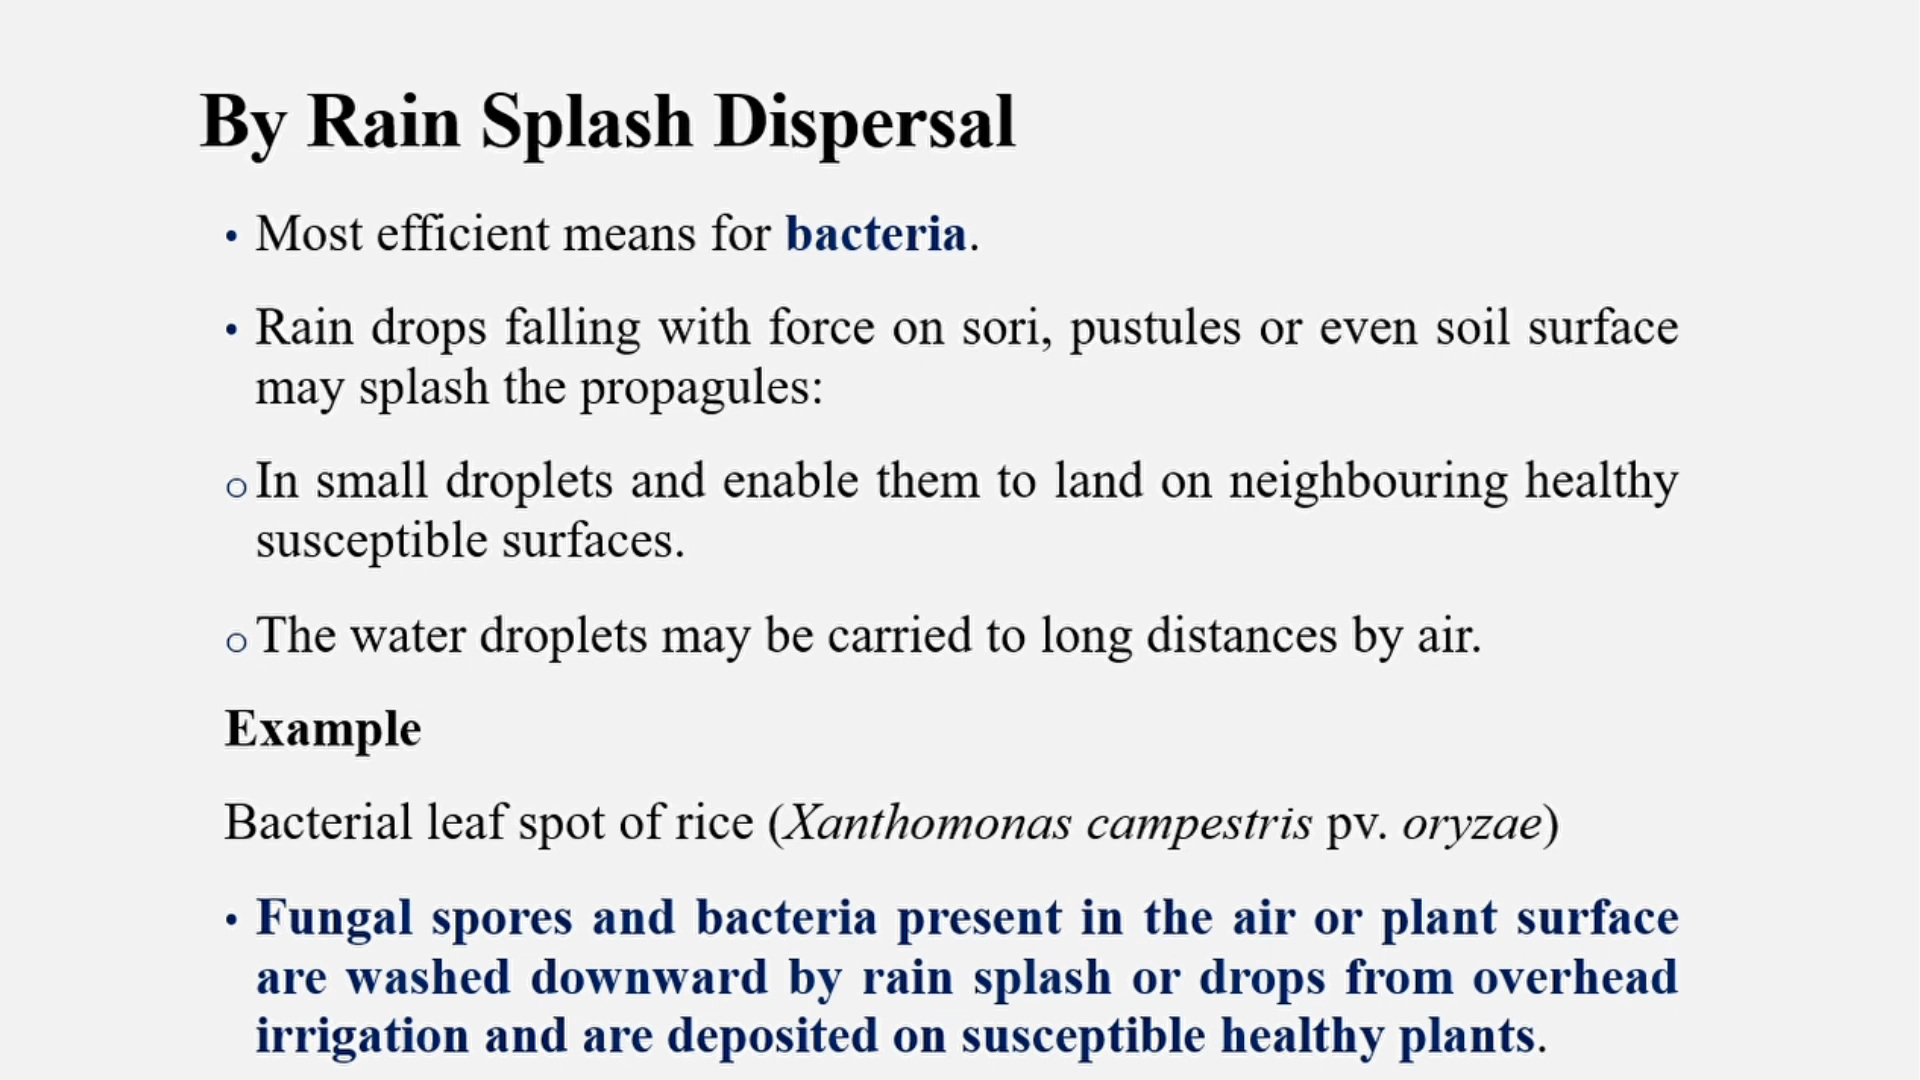 By Rain Splash Dispersal
• Most efficient means for bacteria.
• Rain drops falling with force on sori, pustules or even soil surface
may splash the propagules:
o In small droplets and enable them to land on neighbouring healthy
susceptible surfaces.
o The water droplets may be carried to long distances by air.
Example
Bacterial leaf spot of rice (Xanthomonas campestris pv. oryzae)
• Fungal spores and bacteria present in the air or plant surface
are washed downward by rain splash or drops from overhead
irrigation and are deposited on susceptible healthy plants.